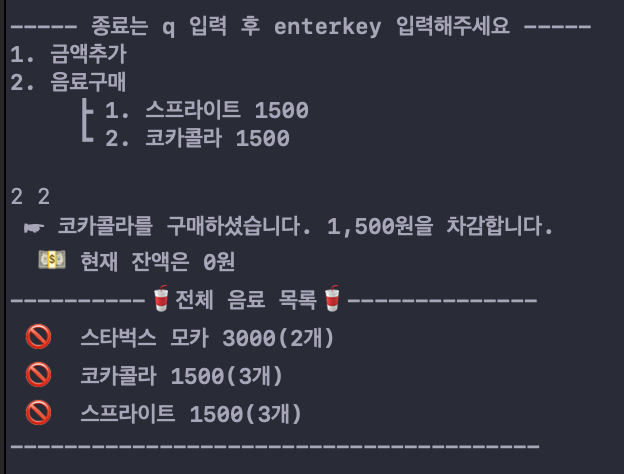 ----- 종료는 q 입력 후 enterkey 입력해주세요 -----
1. 금액추가
2. 음료구매
┣ 1. 스프라이트 1500
┗ 2. 코카콜라 1500
2 2
☛ 코카콜라를 구매하셨습니다. 1,500원을 차감합니다.
💵 현재 잔액은 0원
----------🥤전체 음료 목록🥤--------------
🚫 스타벅스 모카 3000(2개)
🚫 코카콜라 1500(3개)
🚫 스프라이트 1500(3개)
---------------------------------------